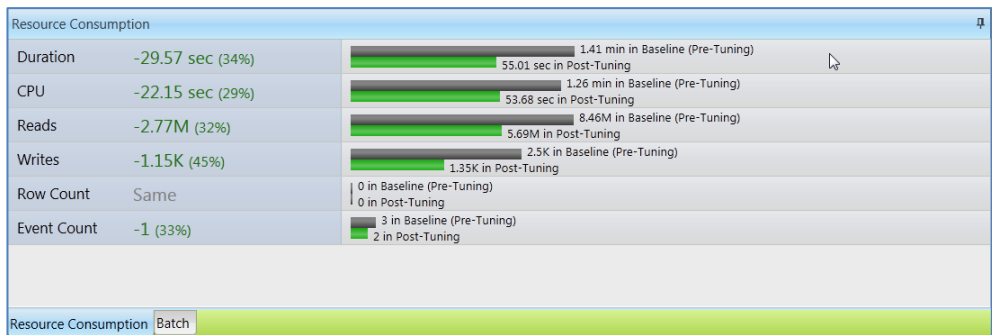 Resource Consumption
Duration -29.57 sec (34%) 1.41 min in Baseline (Pre-Tuning)
55.01 sec in Post-Tuning
CPU -22.15 sec (29%) 1.26 min in Baseline (Pre-Tuning)
53.68 sec in Post-Tuning
Reads -2.77M (32%) 8.46M in Baseline (Pre-Tuning)
5.69M in Post-Tuning
Writes -1.15K (45%) 2.5K in Baseline (Pre-Tuning)
1.35K in Post-Tuning
Row Count Same 0 in Baseline (Pre-Tuning)
0 in Post-Tuning
Event Count -1 (33%) 3 in Baseline (Pre-Tuning)
2 in Post-Tuning
Resource Consumption Batch